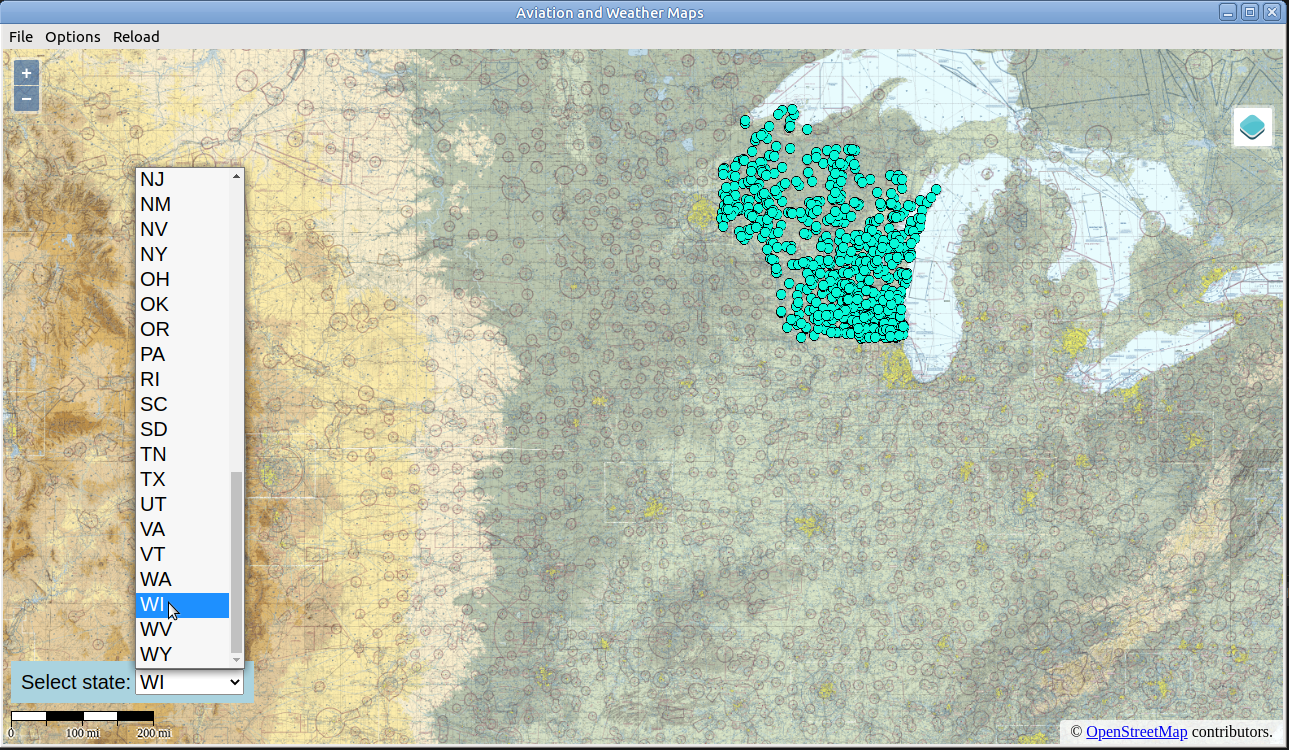 Aviation and Weather Maps
File Options Reload
+
−
NJ
NM
NV
NY
OH
OK
OR
PA
RI
SC
SD
TN
TX
UT
VA
VT
WA
WI
WV
WY
Select state: WI
0 100 mi 200 mi
© OpenStreetMap contributors.